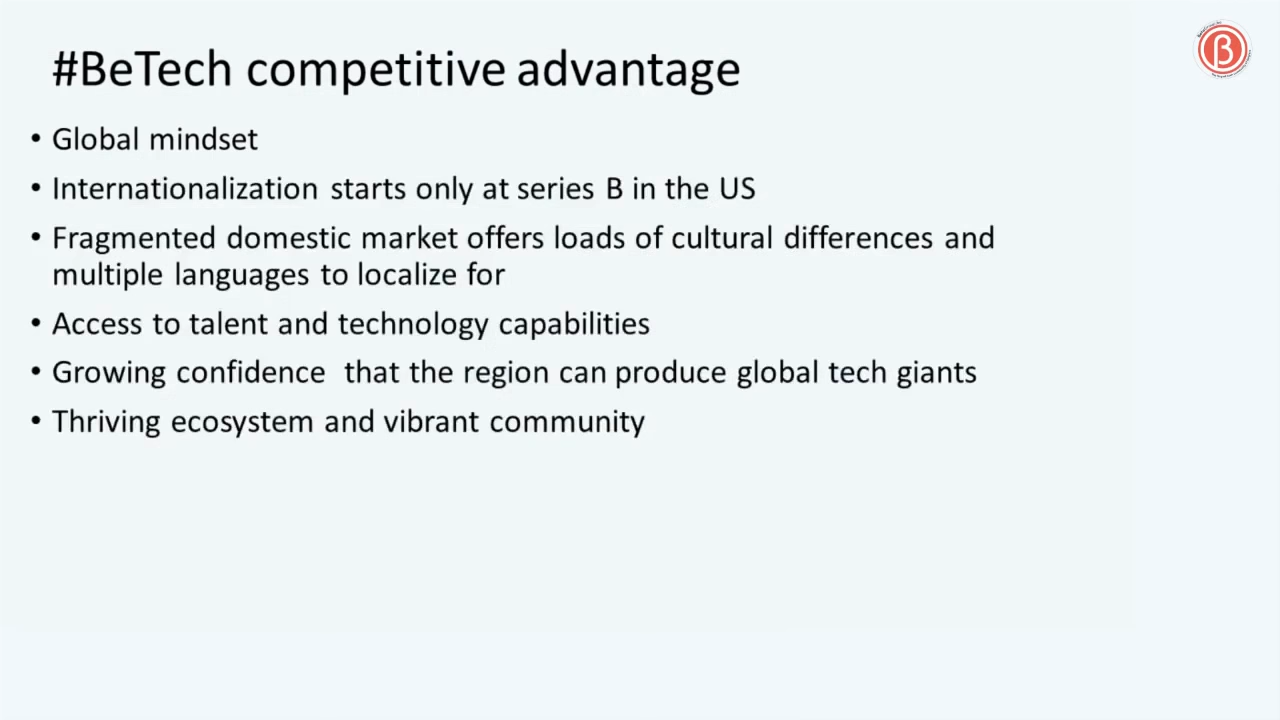 #BeTech competitive advantage
• Global mindset
• Internationalization starts only at series B in the US
• Fragmented domestic market offers loads of cultural differences and
multiple languages to localize for
• Access to talent and technology capabilities
• Growing confidence  that the region can produce global tech giants
• Thriving ecosystem and vibrant community
β